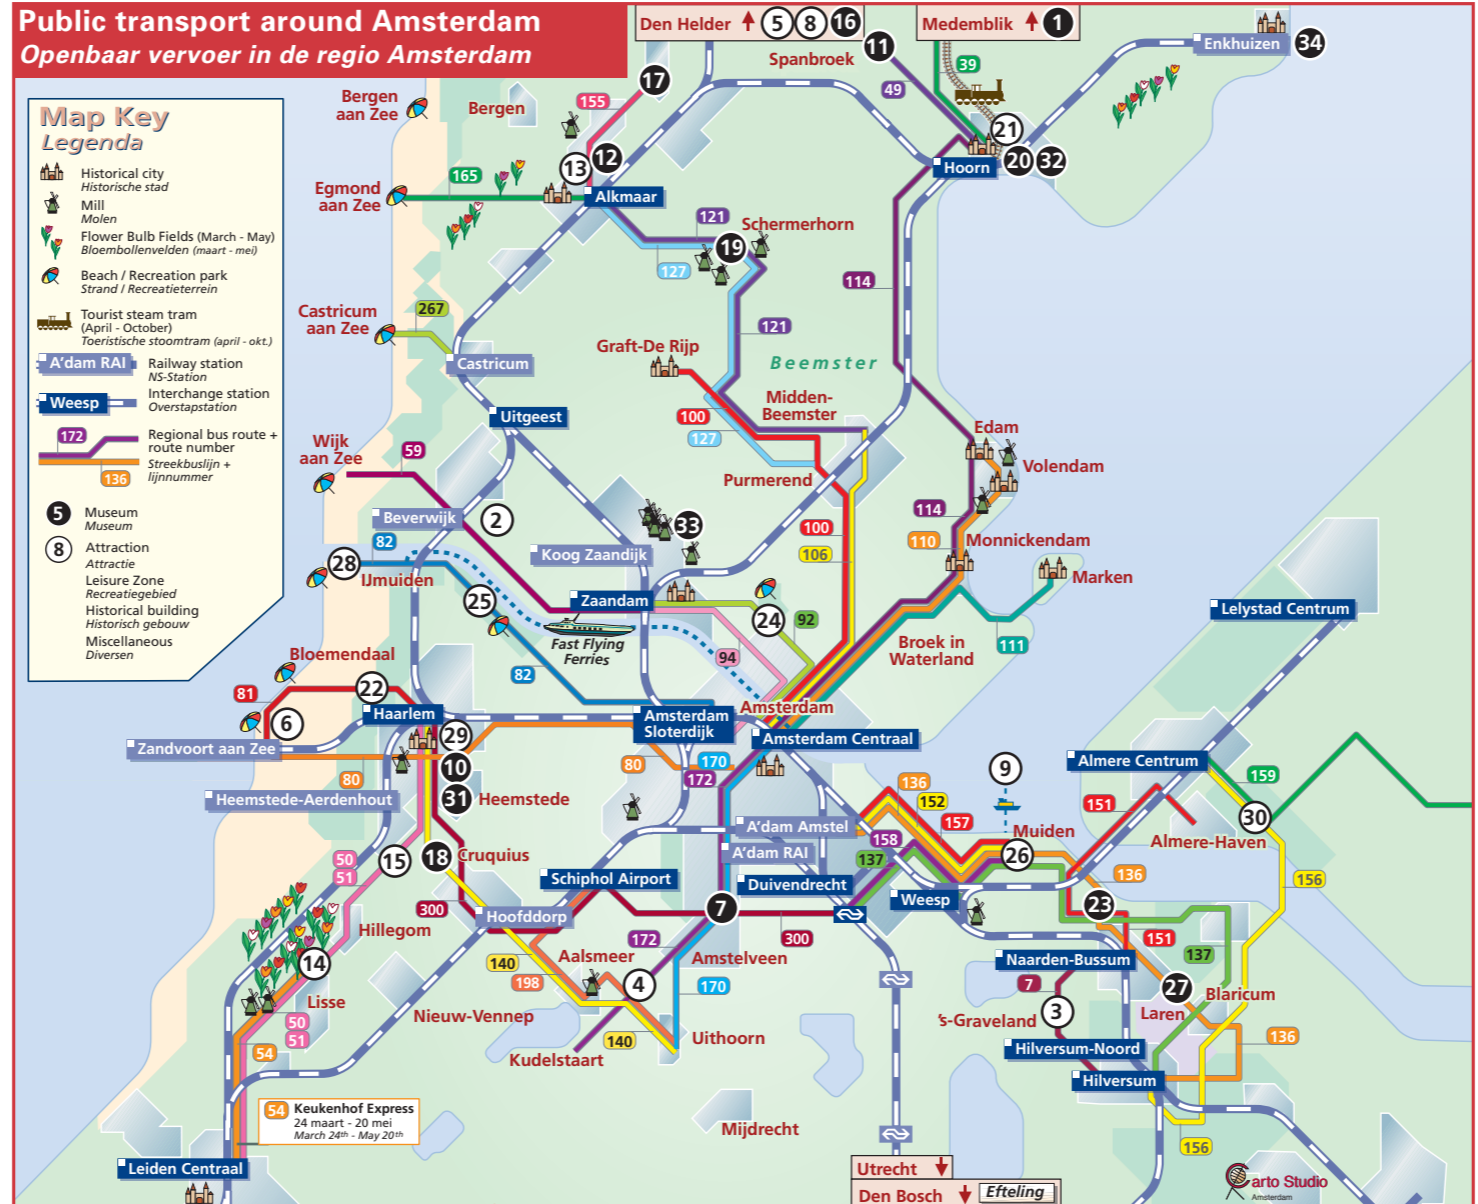 Public transport around Amsterdam
Openbaar vervoer in de regio Amsterdam
Den Helder 5 8 16
Medemblik 1
Map Key
Legenda
Historical city
Historische stad
Mill
Molen
Flower Bulb Fields (March - May)
Bloembollenvelden (maart - mei)
Beach / Recreation park
Strand / Recreatieterrein
Tourist steam tram
(April - October)
Toeristische stoomtram (april - okt.)
A'dam RAI
Railway station
NS-Station
Weesp
Interchange station
Overstapstation
172
Regional bus route +
route number
Streekbuslijn +
lijnnummer
136
5
Museum
Museum
8
Attraction
Attractie
Leisure Zone
Recreatiegebied
Historical building
Historisch gebouw
Miscellaneous
Diversen
Spanbroek
11
39
49
Enkhuizen
34
17
Bergen
aan Zee
Bergen
155
21
20
32
Hoorn
13
12
Egmond
aan Zee
165
Alkmaar
121
Schermerhorn
19
127
114
Castricum
aan Zee
267
121
Graft-De Rijp
Beemster
Castricum
Midden-
Beemster
100
127
Uitgeest
Edam
Wijk
aan Zee
59
Volendam
Purmerend
114
Beverwijk
2
33
100
82
110
Monnickendam
Koog Zaandijk
106
28
IJmuiden
Marken
Zaandam
25
24
92
Lelystad Centrum
Fast Flying
Ferries
Broek in
Waterland
111
Bloemendaal
94
82
81
22
Haarlem
Amsterdam
6
Amsterdam
Sloterdijk
29
Amsterdam Centraal
Zandvoort aan Zee
80
170
172
10
80
9
Almere Centrum
159
136
152
Heemstede-Aerdenhout
31
Heemstede
151
157
30
A'dam Amstel
Muiden
Almere-Haven
158
26
A'dam RAI
137
50
51
15
18
Cruquius
136
156
Schiphol Airport
Duivendrecht
Weesp
23
300
Hoofddorp
7
Hillegom
172
300
151
137
14
Aalsmeer
Amstelveen
Naarden-Bussum
140
198
4
170
7
27
Blaricum
Lisse
Nieuw-Vennep
's-Graveland
3
Laren
50
51
54
140
Uithoorn
136
Kudelstaart
Hilversum-Noord
Hilversum
54
Keukenhof Express
24 maart - 20 mei
March 24th - May 20th
Mijdrecht
156
Leiden Centraal
Utrecht
Den Bosch
Efteling
Carto Studio
Amsterdam